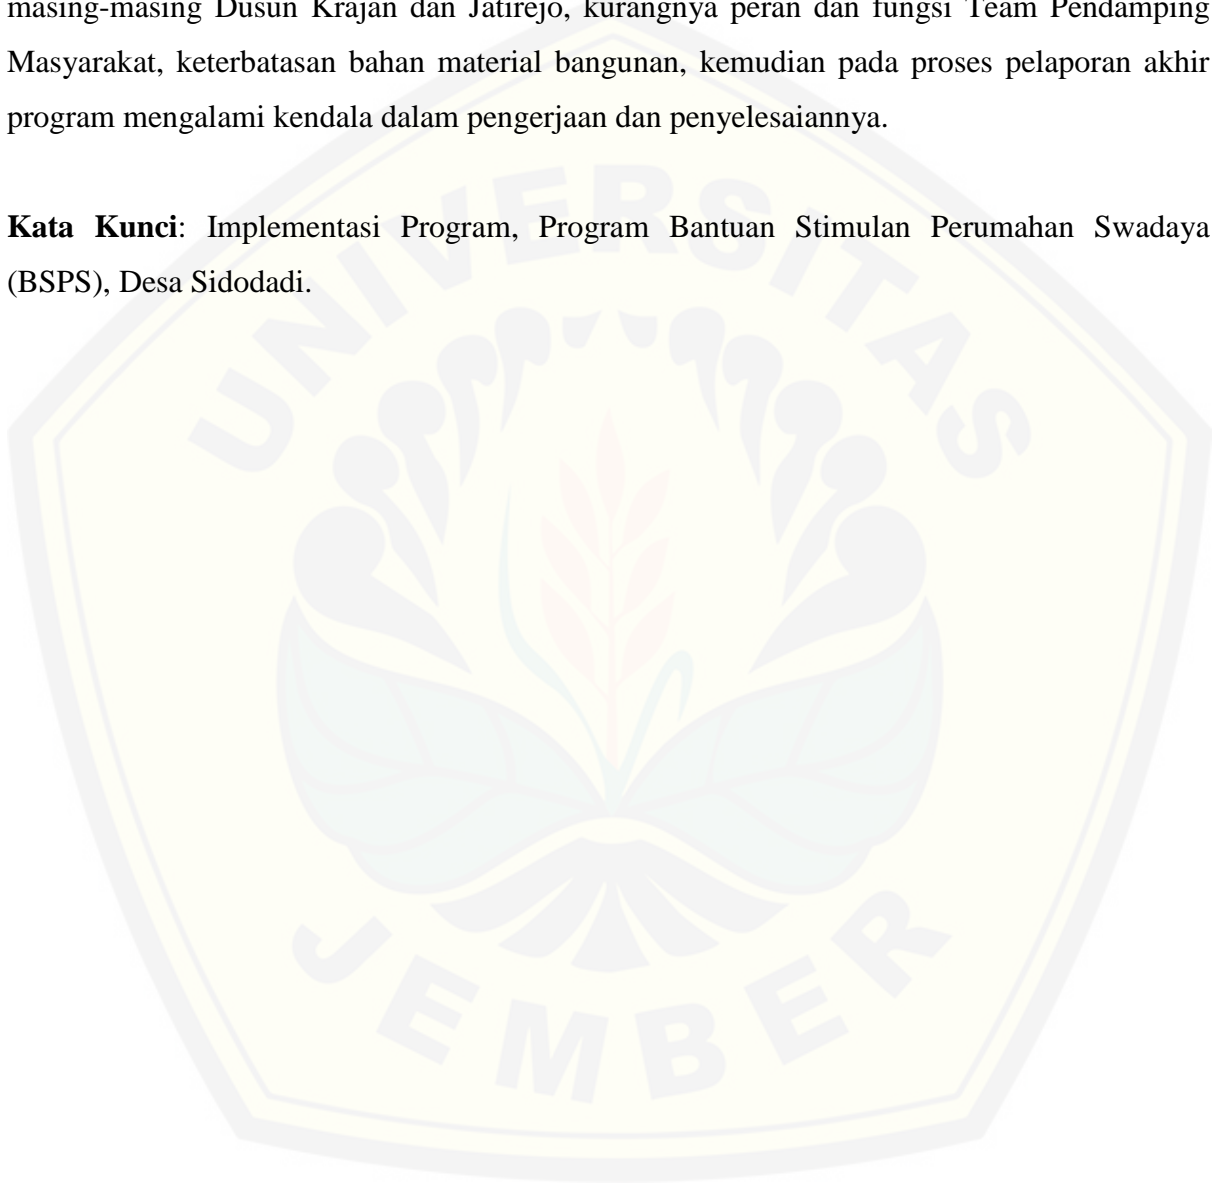 masing-masing Dusun Krajan dan Jatirejo, kurangnya peran dan fungsi Team Pendamping
Masyarakat, keterbatasan bahan material bangunan, kemudian pada proses pelaporan akhir
program mengalami kendala dalam pengerjaan dan penyelesaiannya.
Kata Kunci: Implementasi Program, Program Bantuan Stimulan Perumahan Swadaya
(BSPS), Desa Sidodadi.
UNIVERSITAS
JEMBER